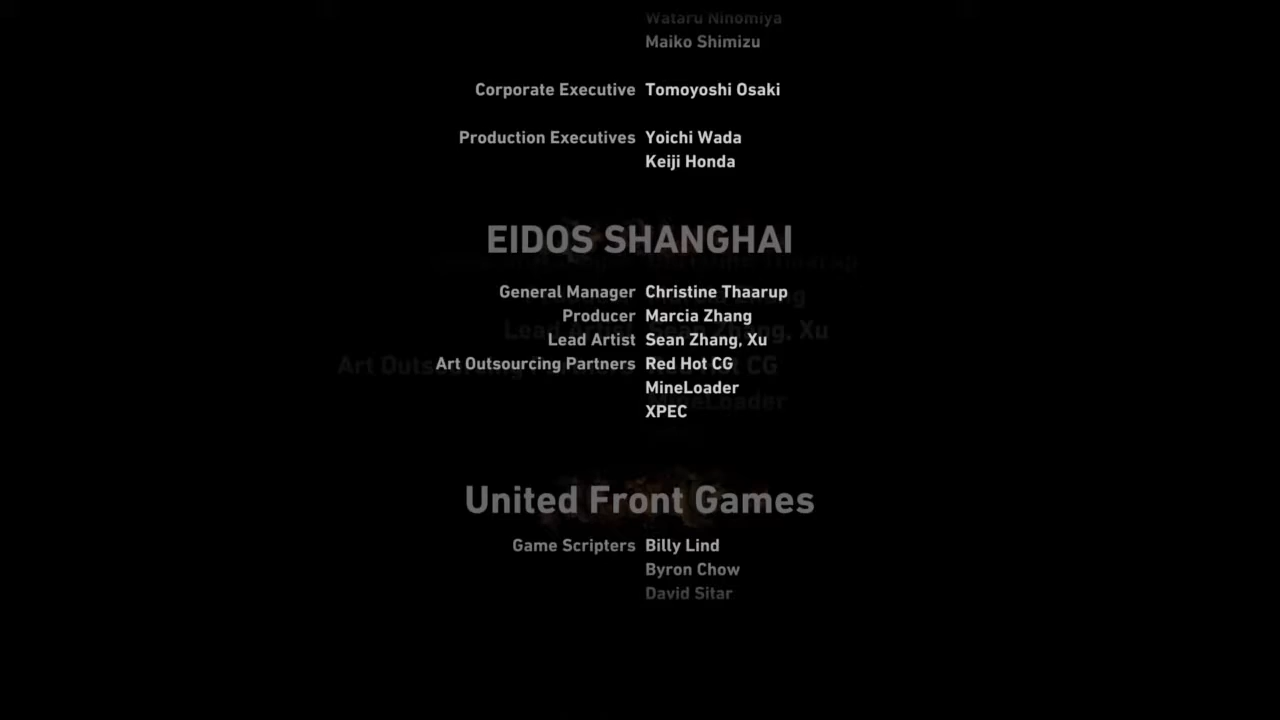 Wataru Ninomiya
Maiko Shimizu
Corporate Executive Tomoyoshi Osaki
Production Executives Yoichi Wada
Keiji Honda
EIDOS SHANGHAI
General Manager Christine Thaarup
Producer Marcia Zhang
Lead Artist Sean Zhang, Xu
Art Outsourcing Partners Red Hot CG
MineLoader
XPEC
United Front Games
Game Scripters Billy Lind
Byron Chow
David Sitar